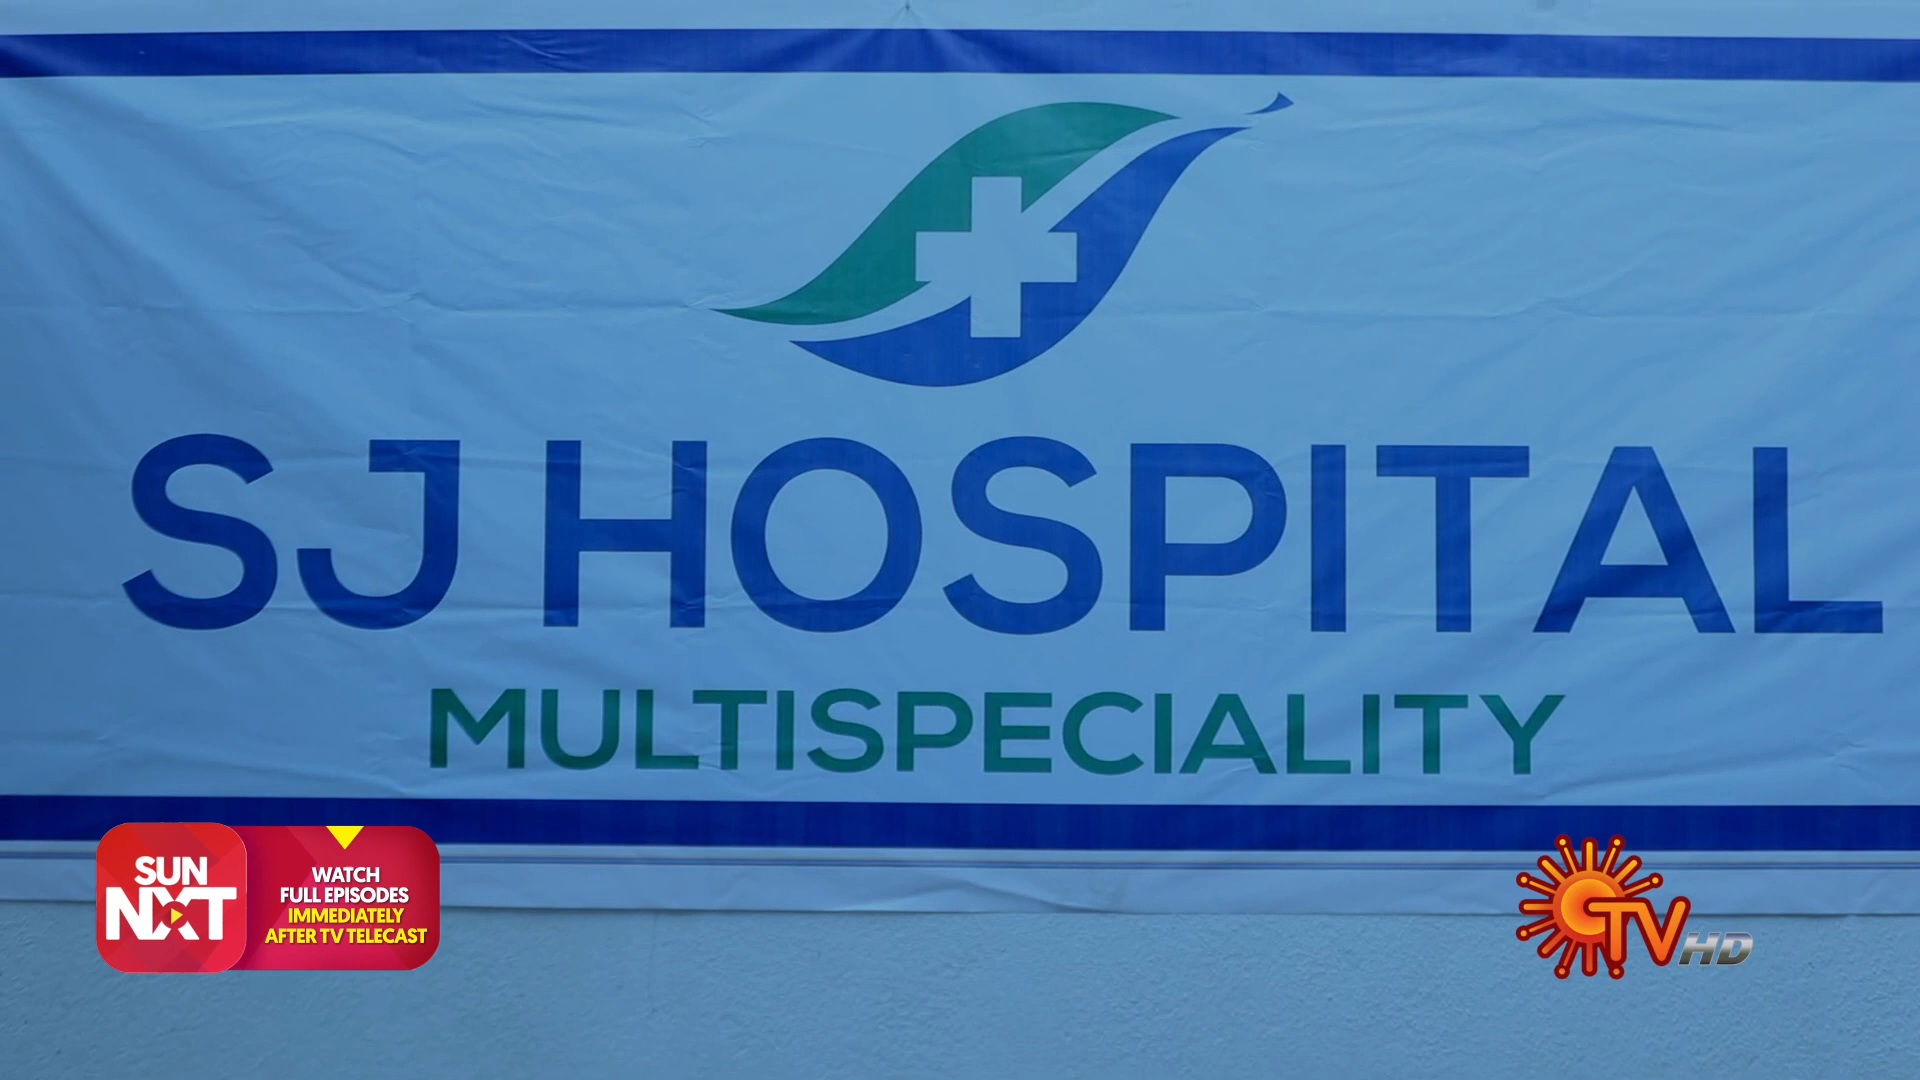 SJ HOSPITAL
MULTISPECIALITY
SUN
NXT
WATCH
FULL EPISODES
IMMEDIATELY
AFTER TV TELECAST
TV HD